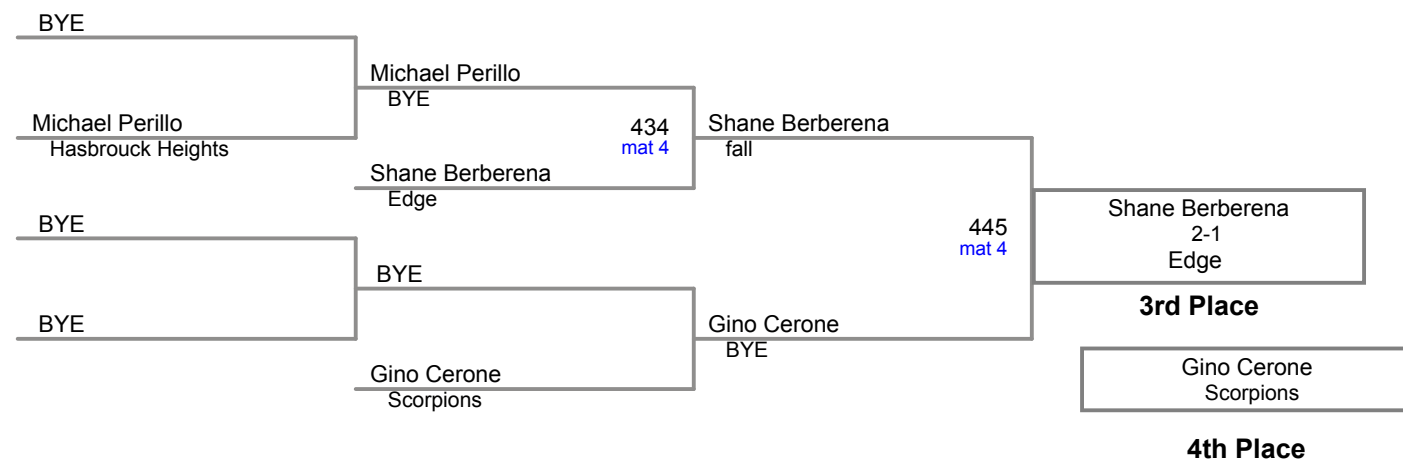 BYE
Michael Perillo
BYE
Michael Perillo
Hasbrouck Heights
434
mat 4
Shane Berberena
fall
Shane Berberena
Edge
BYE
445
mat 4
Shane Berberena
2-1
Edge
BYE
3rd Place
BYE
Gino Cerone
BYE
Gino Cerone
Scorpions
Gino Cerone
Scorpions
4th Place